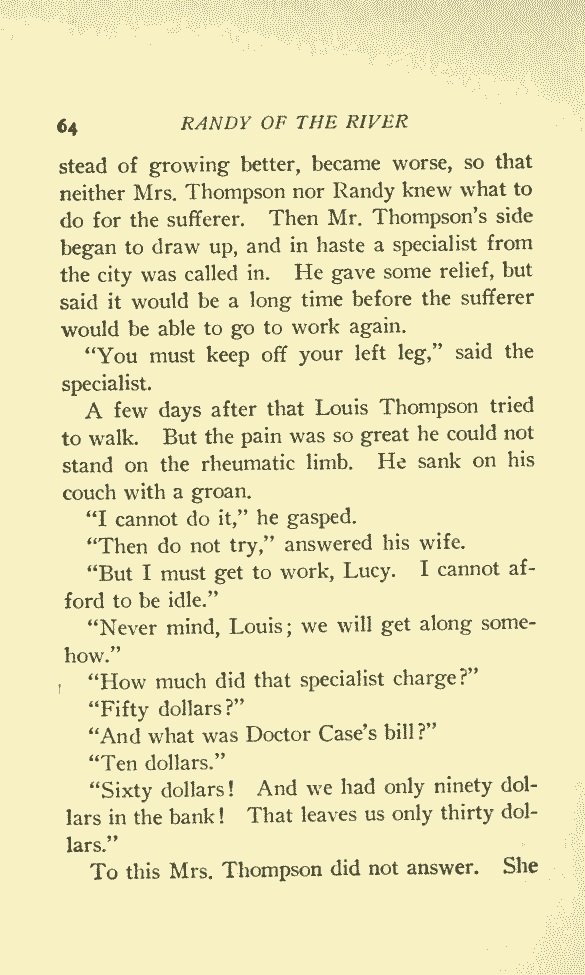 64 RANDY OF THE RIVER
stead of growing better, became worse, so that
neither Mrs. Thompson nor Randy knew what to
do for the sufferer. Then Mr. Thompson's side
began to draw up, and in haste a specialist from
the city was called in. He gave some relief, but
said it would be a long time before the sufferer
would be able to go to work again.
"You must keep off your left leg," said the
specialist.
A few days after that Louis Thompson tried
to walk. But the pain was so great he could not
stand on the rheumatic limb. He sank on his
couch with a groan.
"I cannot do it," he gasped.
"Then do not try," answered his wife.
"But I must get to work, Lucy. I cannot af-
ford to be idle."
"Never mind, Louis; we will get along some-
how."
"How much did that specialist charge?"
"Fifty dollars?"
"And what was Doctor Case's bill?"
"Ten dollars."
"Sixty dollars! And we had only ninety dol-
lars in the bank! That leaves us only thirty dol-
lars."
To this Mrs. Thompson did not answer. She